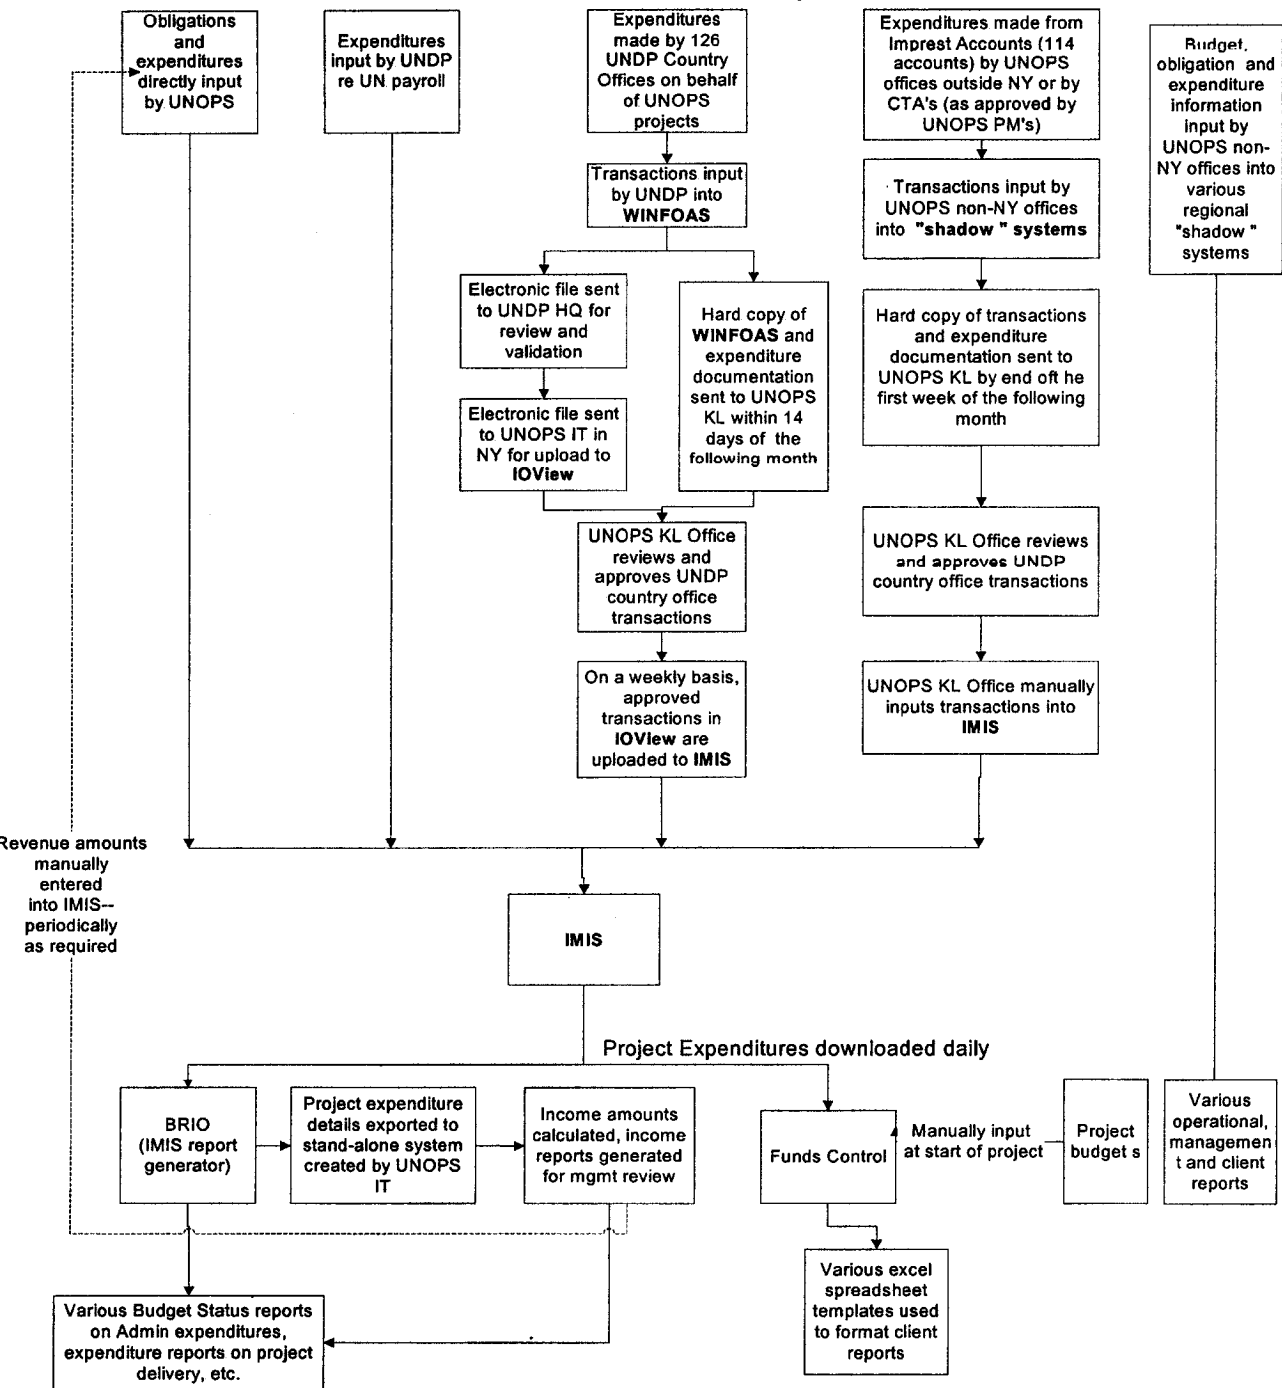 Obligations
and
expenditures
directly input
by UNOPS
Expenditures
input by UNDP
re UN payroll
Expenditures
made by 126
UNDP Country
Offices on behalf
of UNOPS
projects
Expenditures made from
Imprest Accounts (114
accounts) by UNOPS
offices outside NY or by
CTA's (as approved by
UNOPS PM's)
Budget,
obligation and
expenditure
information
input by
UNOPS non-
NY offices into
various
regional
"shadow "
systems
Transactions input
by UNDP into
WINFOAS
Transactions input by
UNOPS non-NY offices
into "shadow " systems
Electronic file sent
to UNDP HQ for
review and
validation
Hard copy of
WINFOAS and
expenditure
documentation
sent to UNOPS
KL within 14
days of the
following month
Hard copy of transactions
and expenditure
documentation sent to
UNOPS KL by end oft he
first week of the following
month
Electronic file sent
to UNOPS IT in
NY for upload to
IOView
UNOPS KL Office
reviews and
approves UNDP
country office
transactions
UNOPS KL Office reviews
and approves UNDP
country office transactions
On a weekly basis,
approved
transactions in
IOView are
uploaded to IMIS
UNOPS KL Office manually
inputs transactions into
IMIS
Revenue amounts
manually
entered
into IMIS--
periodically
as required
IMIS
Project Expenditures downloaded daily
BRIO
(IMIS report
generator)
Project expenditure
details exported to
stand-alone system
created by UNOPS
IT
Income amounts
calculated, income
reports generated
for mgmt review
Funds Control
Manually input
at start of project
Project
budget s
Various
operational,
managemen
t and client
reports
Various excel
spreadsheet
templates used
to format client
reports
Various Budget Status reports
on Admin expenditures,
expenditure reports on project
delivery, etc.